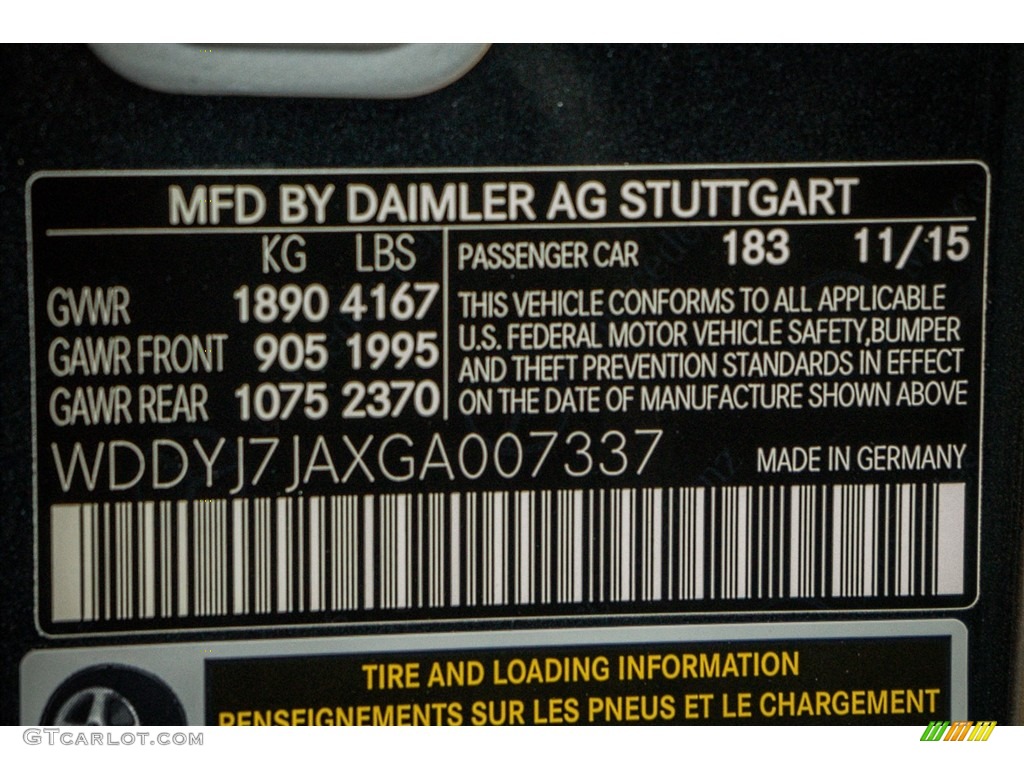 MFD BY DAIMLER AG STUTTGART
KG LBS
GVWR 1890 4167
GAWR FRONT 905 1995
GAWR REAR 1075 2370
PASSENGER CAR 183 11/15
THIS VEHICLE CONFORMS TO ALL APPLICABLE
U.S. FEDERAL MOTOR VEHICLE SAFETY,BUMPER
AND THEFT PREVENTION STANDARDS IN EFFECT
ON THE DATE OF MANUFACTURE SHOWN ABOVE
WDDYJ7JAXGA007337 MADE IN GERMANY
TIRE AND LOADING INFORMATION
RENSEIGNEMENTS SUR LES PNEUS ET LE CHARGEMENT
GTcarlot.com